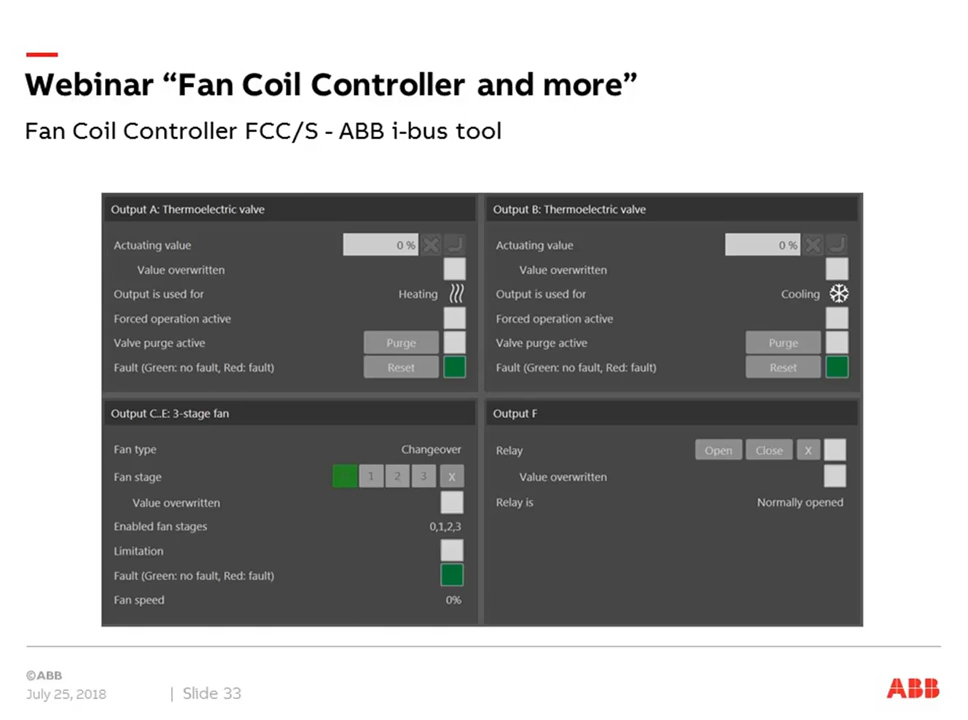 Webinar “Fan Coil Controller and more”
Fan Coil Controller FCC/S - ABB i-bus tool
Output A: Thermoelectric valve
Actuating value 0 %
Value overwritten
Output is used for Heating
Forced operation active
Valve purge active Purge
Fault (Green: no fault, Red: fault) Reset
Output B: Thermoelectric valve
Actuating value 0 %
Value overwritten
Output is used for Cooling
Forced operation active
Valve purge active Purge
Fault (Green: no fault, Red: fault) Reset
Output C..E: 3-stage fan
Fan type Changeover
Fan stage 1 2 3 X
Value overwritten
Enabled fan stages 0,1,2,3
Limitation
Fault (Green: no fault, Red: fault)
Fan speed 0%
Output F
Relay Open Close X
Value overwritten
Relay is Normally opened
©ABB
July 25, 2018 | Slide 33
ABB